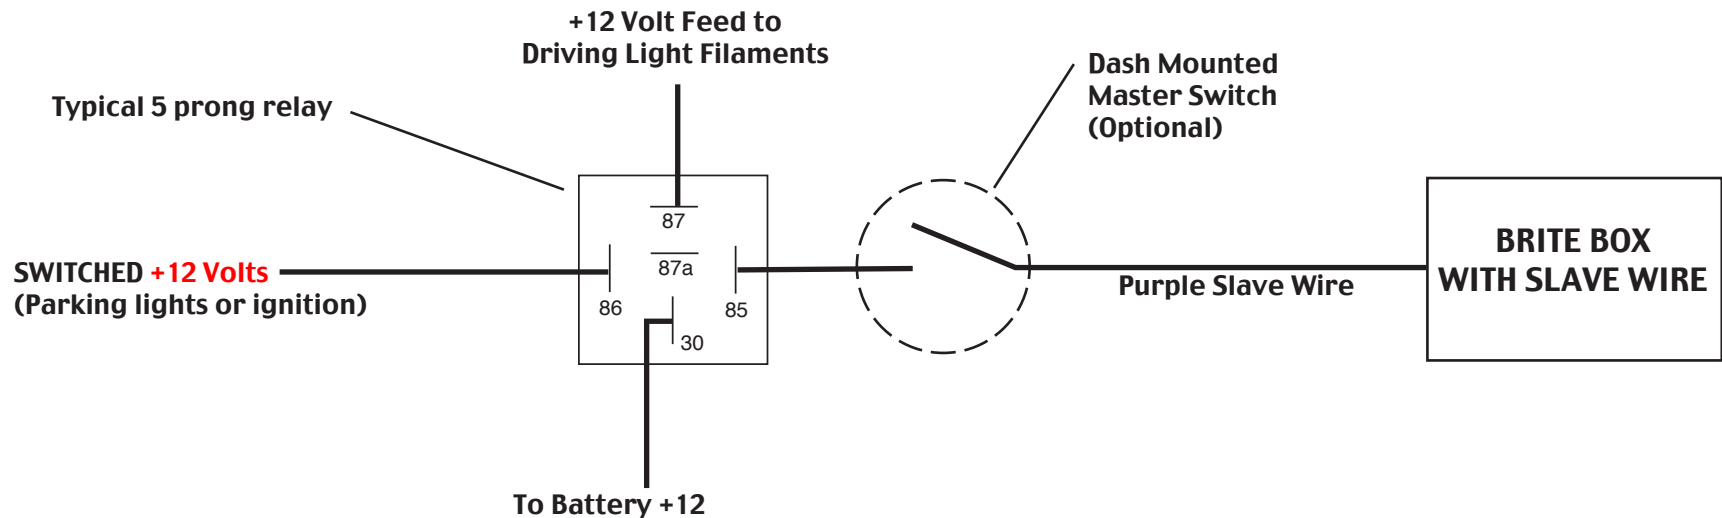 +12 Volt Feed to
Driving Light Filaments
Dash Mounted
Master Switch
(Optional)
Typical 5 prong relay
87
87a
86
85
30
SWITCHED +12 Volts
(Parking lights or ignition)
Purple Slave Wire
BRITE BOX
WITH SLAVE WIRE
To Battery +12